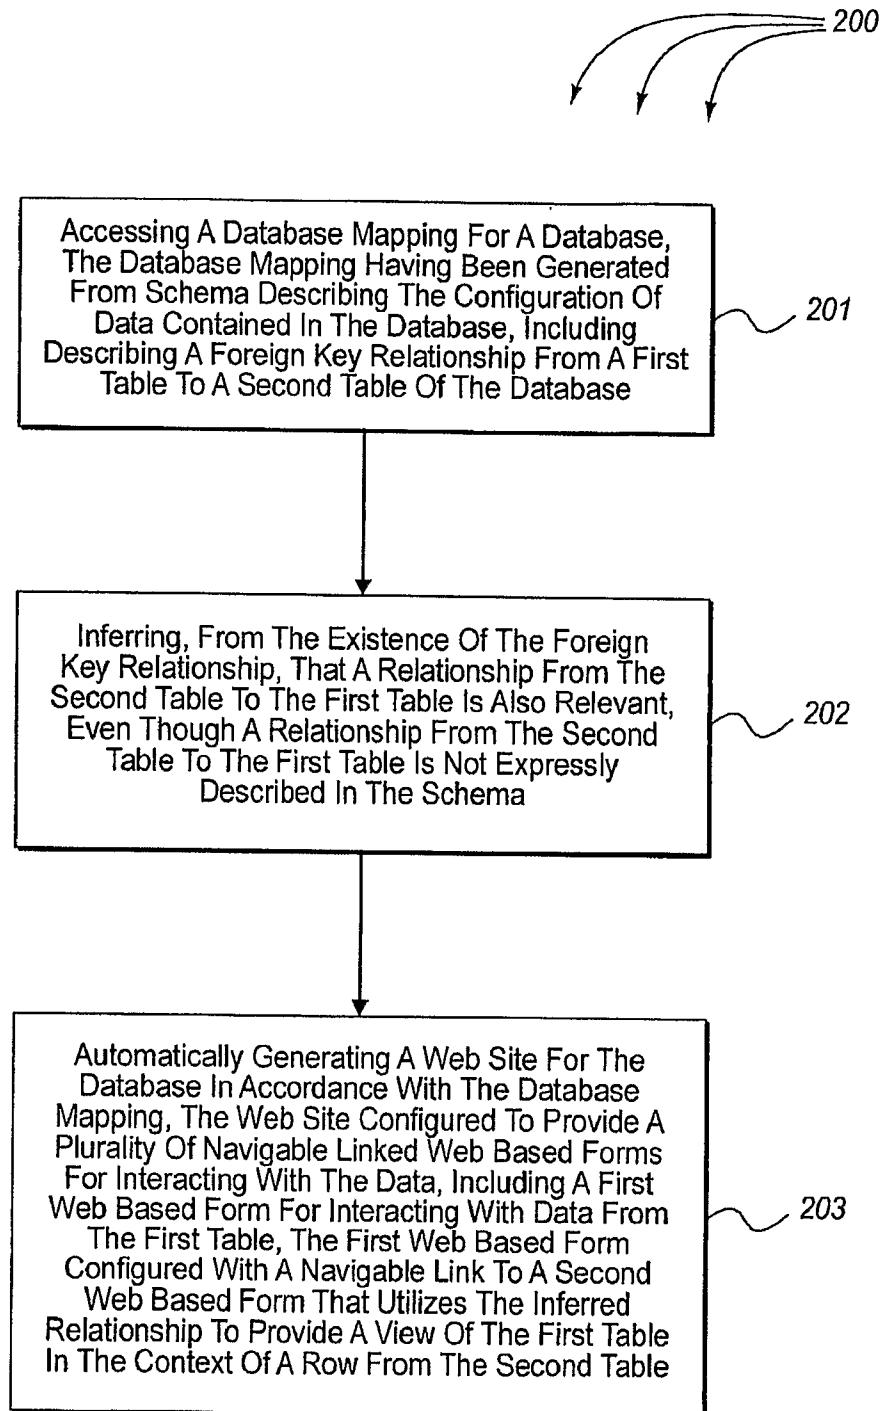 200
Accessing A Database Mapping For A Database,
The Database Mapping Having Been Generated
From Schema Describing The Configuration Of
Data Contained In The Database, Including
Describing A Foreign Key Relationship From A First
Table To A Second Table Of The Database
201
Inferring, From The Existence Of The Foreign
Key Relationship, That A Relationship From The
Second Table To The First Table Is Also Relevant,
Even Though A Relationship From The Second
Table To The First Table Is Not Expressly
Described In The Schema
202
Automatically Generating A Web Site For The
Database In Accordance With The Database
Mapping, The Web Site Configured To Provide A
Plurality Of Navigable Linked Web Based Forms
For Interacting With The Data, Including A First
Web Based Form For Interacting With Data From
The First Table, The First Web Based Form
Configured With A Navigable Link To A Second
Web Based Form That Utilizes The Inferred
Relationship To Provide A View Of The First Table
In The Context Of A Row From The Second Table
203